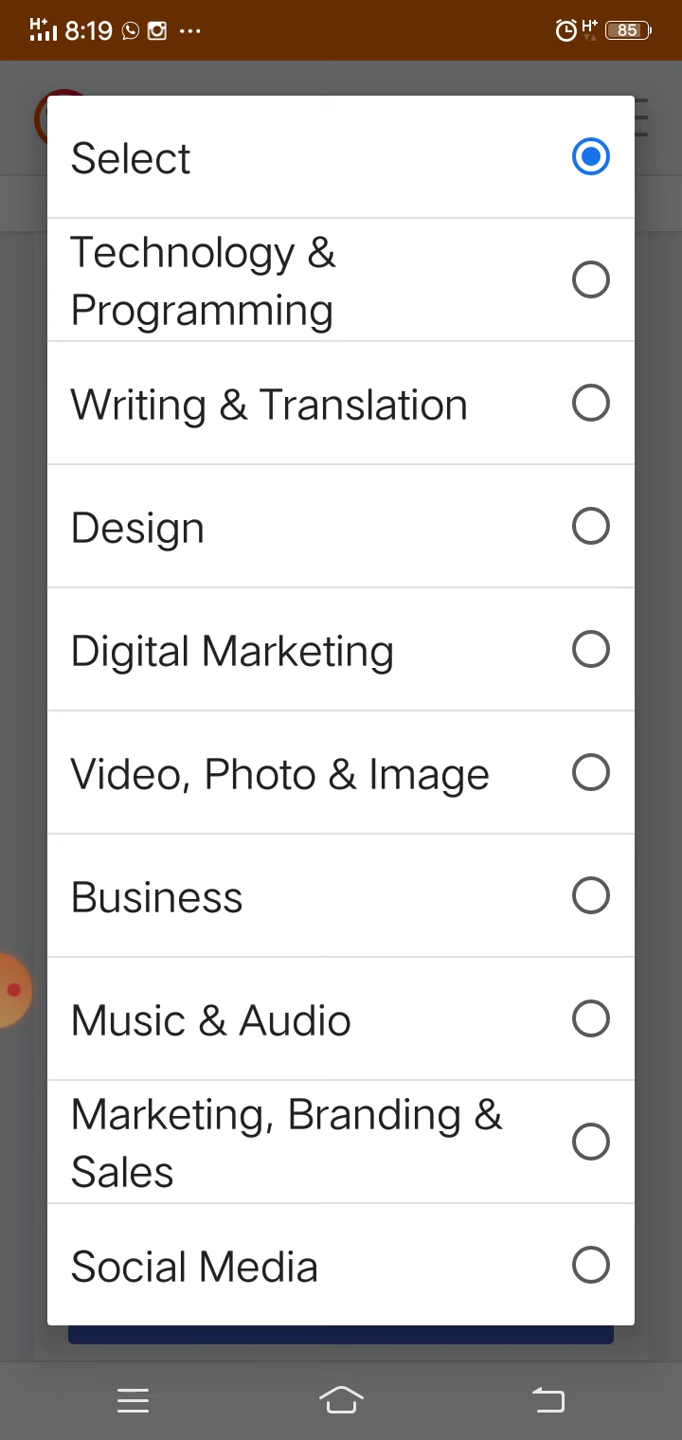 H+ 8:19 ... H+ 85
Select
Technology &
Programming
Writing & Translation
Design
Digital Marketing
Video, Photo & Image
Business
Music & Audio
Marketing, Branding &
Sales
Social Media